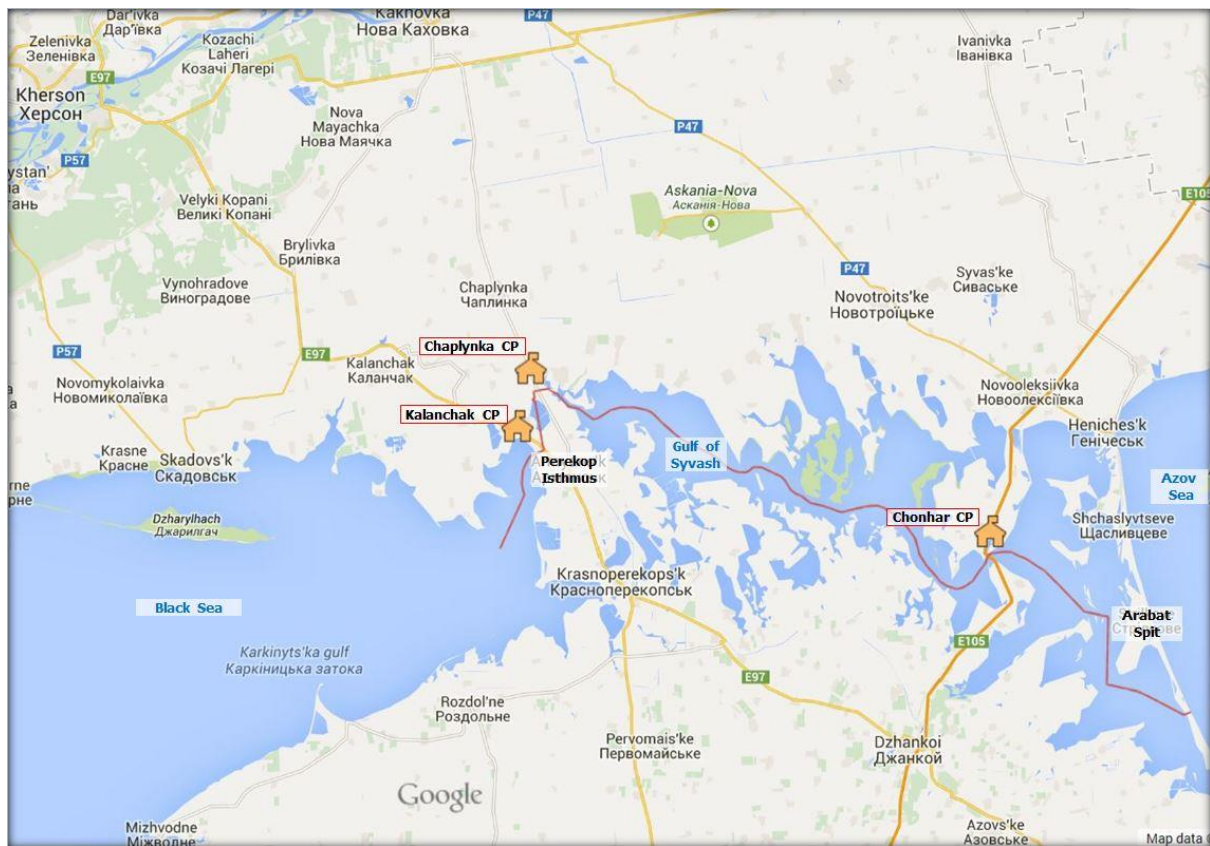 Dar'ivka
Дар'ївка
P47
Kakhovka
Нова Каховка
Zelenivka
Зеленівка
Kozachi
Laheri
Козачі Лагері
Ivanivka
Іванівка
E97
Kherson
Херсон
Nova
Mayachka
Нова Маячка
P47
P57
Askania-Nova
Асканія-Нова
E105
Velyki Kopani
Великі Копані
Brylivka
Брилівка
P47
Syvas'ke
Сиваське
Vynohradove
Виноградове
Chaplynka
Чаплинка
Novotroits'ke
Новотроїцьке
Chaplynka CP
P57
E97
Kalanchak
Каланчак
Novomykolaivka
Новомиколаївка
Novooleksiivka
Новоолексіївка
Kalanchak CP
Heniches'k
Генічеськ
Krasne
Красне
Skadovs'k
Скадовськ
Gulf of
Syvash
Perekop
Isthmus
Azov
Sea
Dzharylhach
Джарилгач
Chonhar CP
Shchaslyvtseve
Щасливцеве
Krasnoperekops'k
Красноперекопськ
Black Sea
Arabat
Spit
E105
Karkinyts'ka gulf
Каркіницька затока
E97
Rozdol'ne
Роздольне
Pervomais'ke
Первомайське
Dzhankoi
Джанкой
Google
Mizhvodne
Міжводне
Azovs'ke
Азовське
Map data